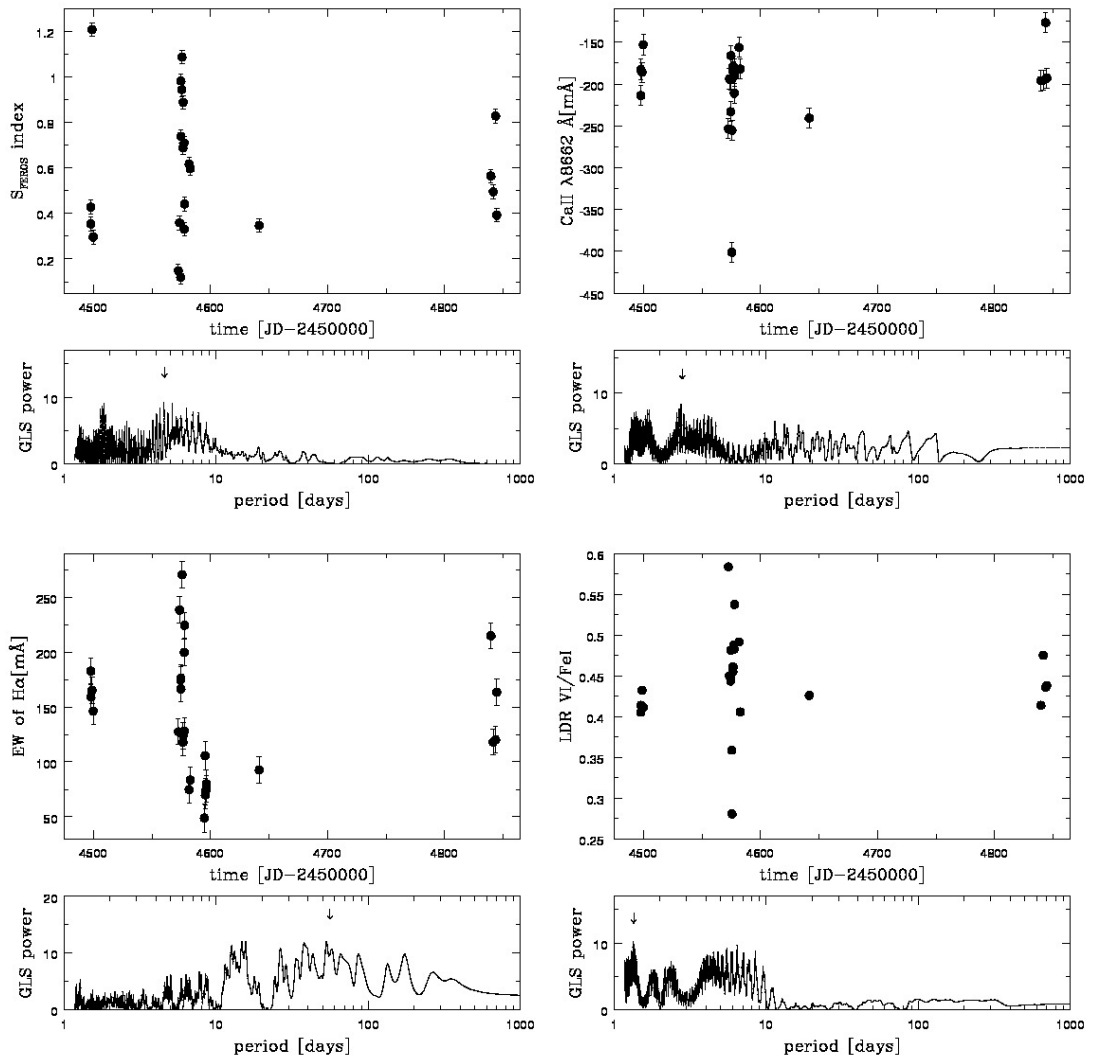 1.2
1
0.8
0.6
0.4
0.2
S_FEROS index
4500 4600 4700 4800
time [JD-2450000]
10
0
GLS power
1 10 100 1000
period [days]
-150
-200
-250
-300
-350
-400
-450
CaII λ8662 Å[mÅ]
4500 4600 4700 4800
time [JD-2450000]
10
0
GLS power
10 100 1000
period [days]
250
200
150
100
50
EW of Hα[mÅ]
4500 4600 4700 4800
time [JD-2450000]
20
10
0
GLS power
1 10 100 1000
period [days]
0.6
0.55
0.5
0.45
0.4
0.35
0.3
0.25
LDR VI/FeI
4500 4600 4700 4800
time [JD-2450000]
10
0
GLS power
1 10 100 1000
period [days]